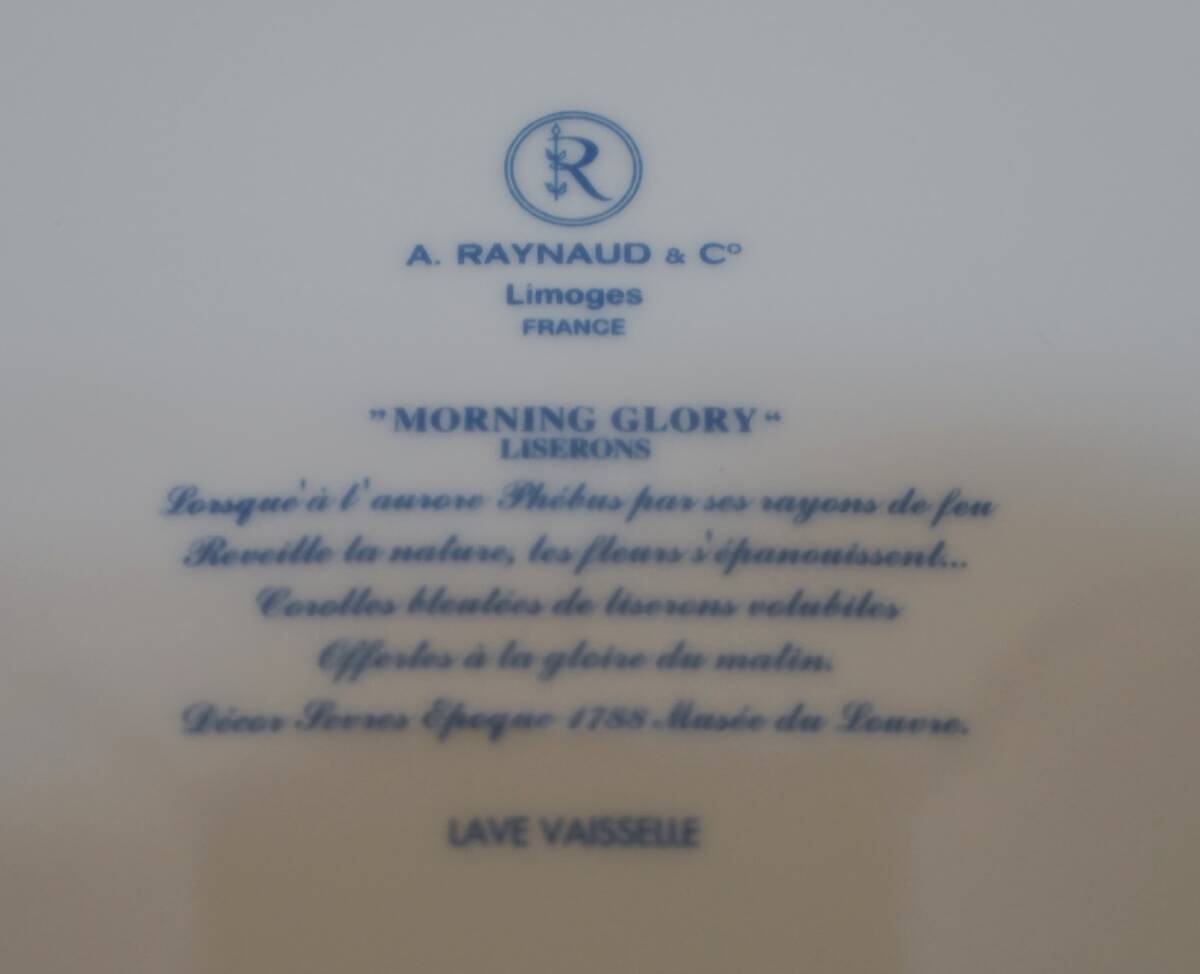 R
A. RAYNAUD & Cº
Limoges
FRANCE
”MORNING GLORY“
LISERONS
Lorsque'à l'aurore Phébus par ses rayons de feu
Reveille la nature, les fleurs s'épanouissent...
Corolles bleutées de liserons volubiles
Offertes à la gloire du matin.
Décor Sevres Epoque 1788 Musée du Louvre.
LAVE VAISSELLE